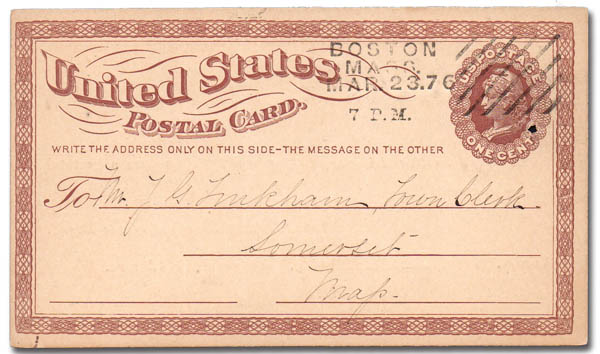 BOSTON
MASS.
MAR.23.76
7 P.M.
U.S. POSTAGE
ONE CENT
United States
POSTAL CARD.
WRITE THE ADDRESS ONLY ON THIS SIDE–THE MESSAGE ON THE OTHER
To Mr. J. G. Town Clerk.
Somerset
Mass.